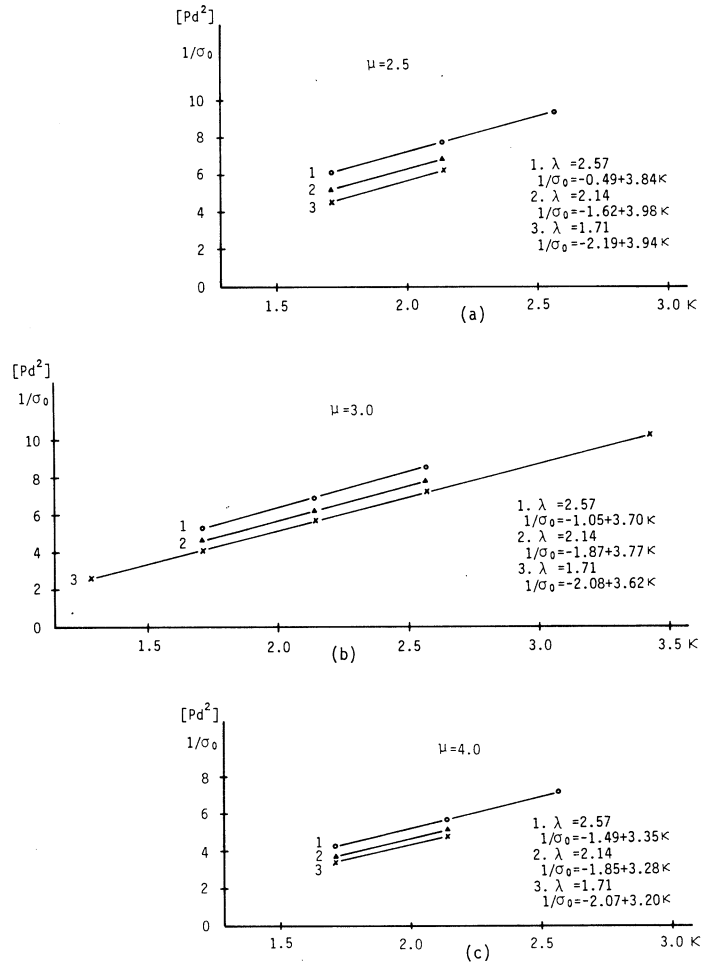 [Pd²]
1/σ₀
μ=2.5
10
8
6
4
2
0
1
2
3
1. λ =2.57
1/σ₀=-0.49+3.84κ
2. λ =2.14
1/σ₀=-1.62+3.98κ
3. λ =1.71
1/σ₀=-2.19+3.94κ
1.5 2.0 2.5 3.0 κ
(a)
[Pd²]
1/σ₀
μ=3.0
10
8
6
4
2
0
1
2
3
1. λ =2.57
1/σ₀=-1.05+3.70κ
2. λ =2.14
1/σ₀=-1.87+3.77κ
3. λ =1.71
1/σ₀=-2.08+3.62κ
1.5 2.0 2.5 3.0 3.5 κ
(b)
[Pd²]
1/σ₀
μ=4.0
8
6
4
2
0
1
2
3
1. λ =2.57
1/σ₀=-1.49+3.35κ
2. λ =2.14
1/σ₀=-1.85+3.28κ
3. λ =1.71
1/σ₀=-2.07+3.20κ
1.5 2.0 2.5 3.0 κ
(c)